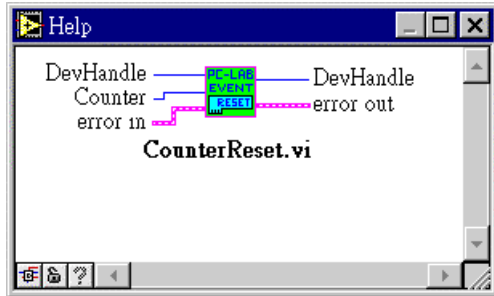 Help
DevHandle
PC-LAB
DevHandle
Counter
EVENT
error out
RESET
error in
CounterReset.vi
?